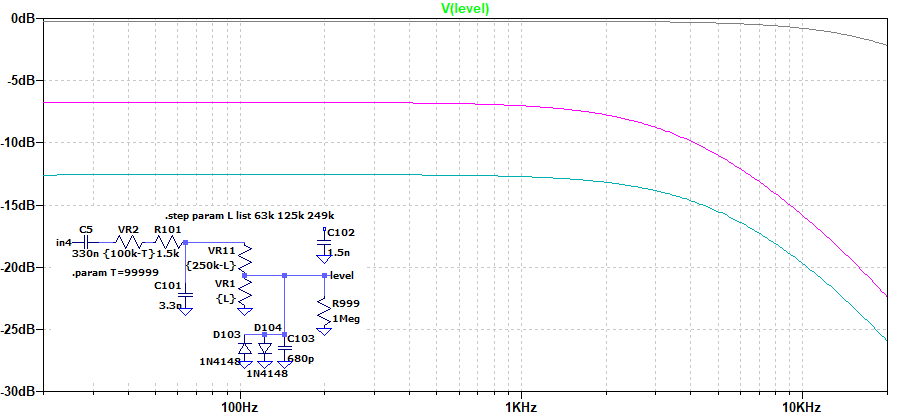 V(level)
0dB
-5dB
-10dB
-15dB
-20dB
-25dB
-30dB
100Hz
1KHz
10KHz
.step param L list 63k 125k 249k
C5
VR2
R101
in4
330n
{100k-T}
1.5k
.param T=99999
C101
3.3n
VR11
{250k-L}
VR1
{L}
C102
1.5n
level
R999
1Meg
D103
D104
C103
1N4148
680p
1N4148